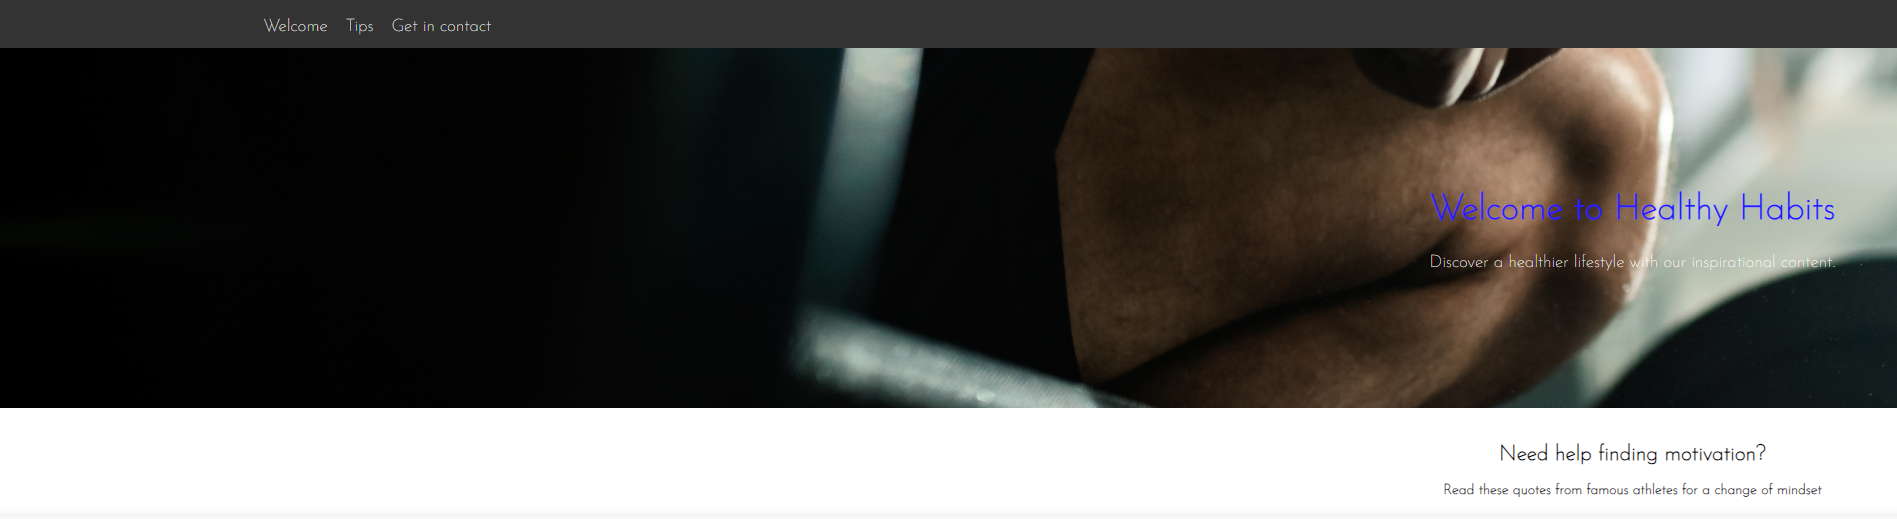 Welcome Tips Get in contact
Welcome to Healthy Habits
Discover a healthier lifestyle with our inspirational content.
Need help finding motivation?
Read these quotes from famous athletes for a change of mindset